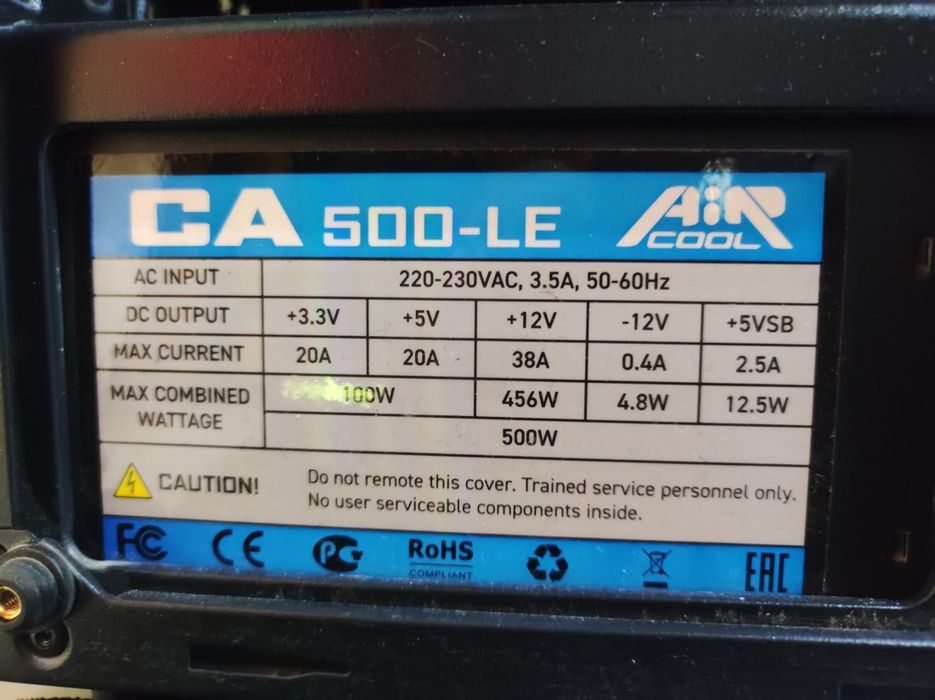 CA 500-LE AiR COOL
AC INPUT 220-230VAC, 3.5A, 50-60Hz
DC OUTPUT +3.3V +5V +12V -12V +5VSB
MAX CURRENT 20A 20A 38A 0.4A 2.5A
MAX COMBINED WATTAGE 100W 456W 4.8W 12.5W
500W
CAUTION! Do not remote this cover. Trained service personnel only.
No user serviceable components inside.
FC CE PG RoHS COMPLIANT EAC